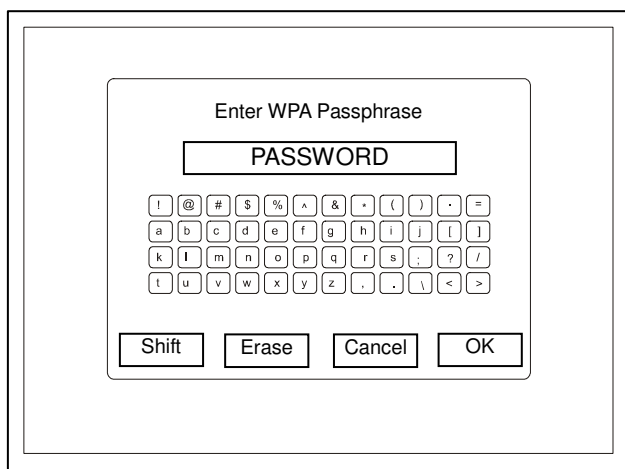 Enter WPA Passphrase
PASSWORD
! @ # $ % ^ & * ( ) - =
a b c d e f g h i j [ ]
k l m n o p q r s ; ? /
t u v w x y z , . \ < >
Shift Erase Cancel OK